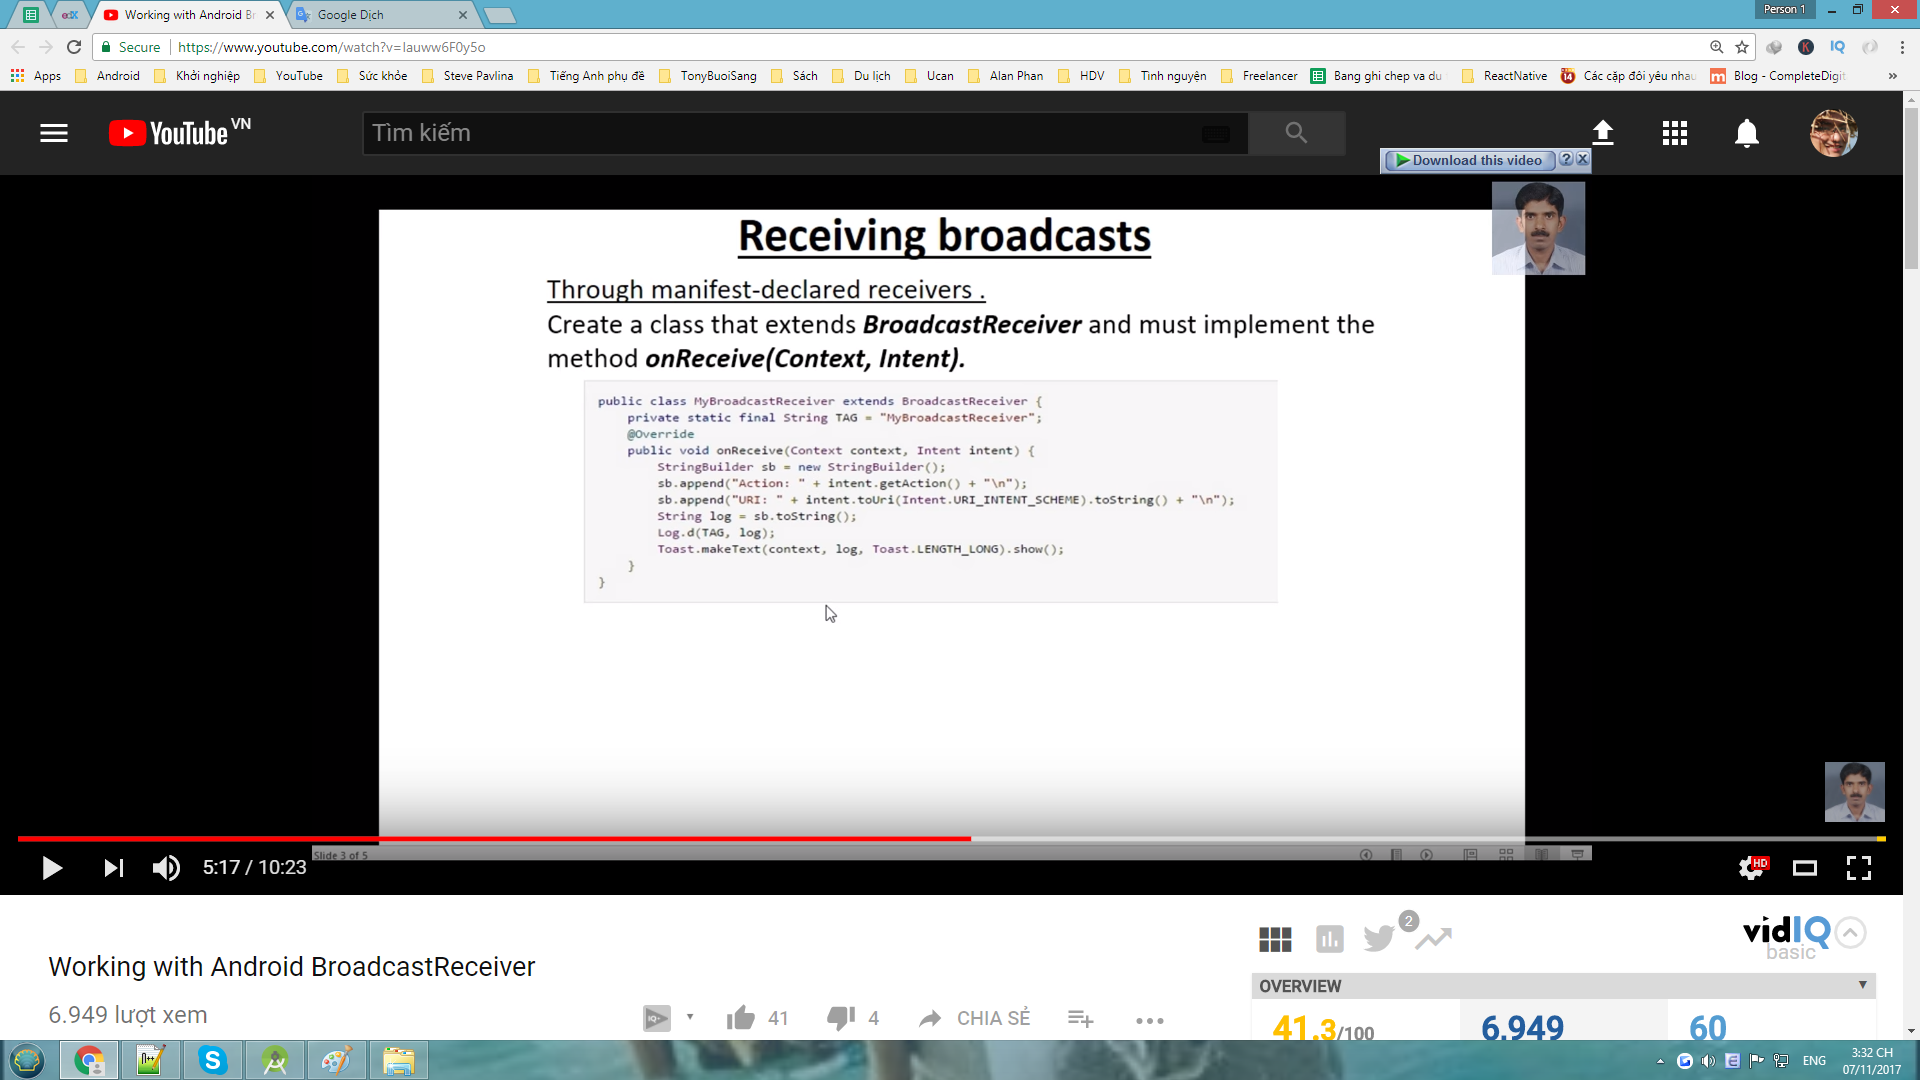 Working with Android Br
Google Dịch
Person 1
Secure
https://www.youtube.com/watch?v=Iauww6F0y5o
Apps
Android
Khởi nghiệp
YouTube
Sức khỏe
Steve Pavlina
Tiếng Anh phụ đề
TonyBuoiSang
Sách
Du lịch
Ucan
Alan Phan
HDV
Tình nguyện
Freelancer
Bang ghi chep va du
ReactNative
Các cặp đôi yêu nhau
Blog - CompleteDigit
YouTube VN
Tìm kiếm
Download this video
Receiving broadcasts
Through manifest-declared receivers .
Create a class that extends BroadcastReceiver and must implement the
method onReceive(Context, Intent).
public class MyBroadcastReceiver extends BroadcastReceiver {
private static final String TAG = "MyBroadcastReceiver";
@Override
public void onReceive(Context context, Intent intent) {
StringBuilder sb = new StringBuilder();
sb.append("Action: " + intent.getAction() + "\n");
sb.append("URI: " + intent.toUri(Intent.URI_INTENT_SCHEME).toString() + "\n");
String log = sb.toString();
Log.d(TAG, log);
Toast.makeText(context, log, Toast.LENGTH_LONG).show();
}
}
Slide 3 of 5
5:17 / 10:23
HD
Working with Android BroadcastReceiver
6.949 lượt xem
41
4
CHIA SẺ
2
vidIQ
basic
OVERVIEW
41.3/100
6.949
60
ENG
3:32 CH
07/11/2017